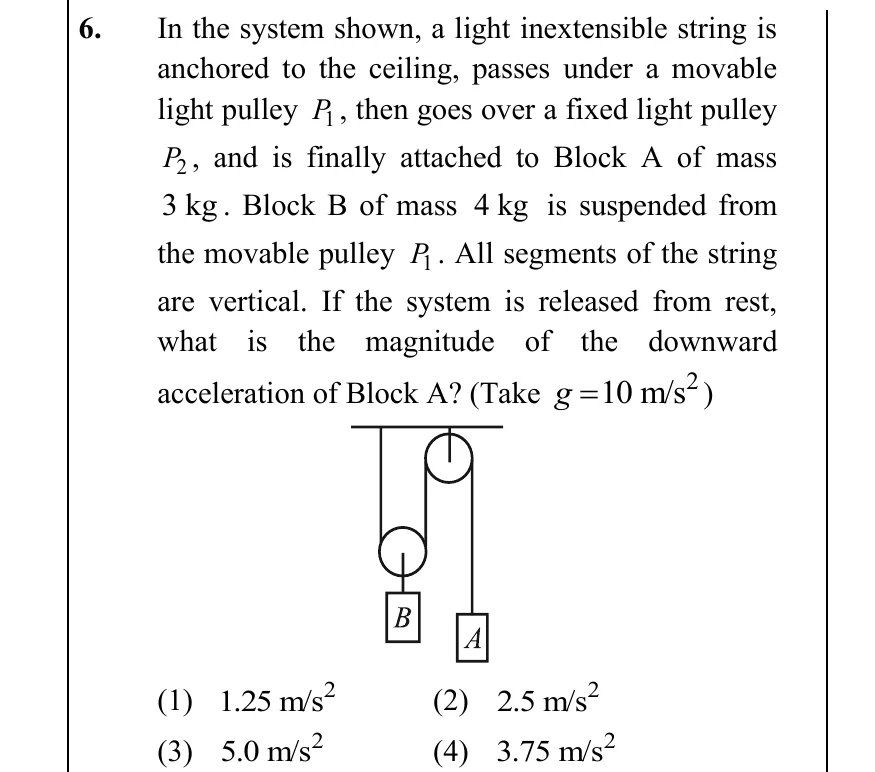 6. In the system shown, a light inextensible string is
anchored to the ceiling, passes under a movable
light pulley P₁, then goes over a fixed light pulley
P₂, and is finally attached to Block A of mass
3 kg. Block B of mass 4 kg is suspended from
the movable pulley P₁. All segments of the string
are vertical. If the system is released from rest,
what is the magnitude of the downward
acceleration of Block A? (Take g = 10 m/s²)
B
A
(1) 1.25 m/s² (2) 2.5 m/s²
(3) 5.0 m/s² (4) 3.75 m/s²